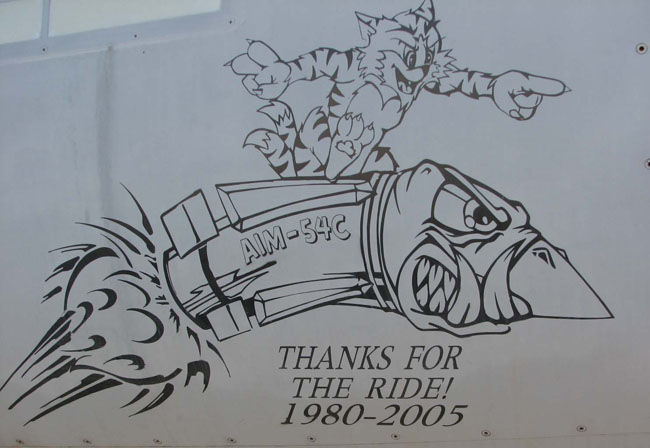 AIM-54C
THANKS FOR
THE RIDE!
1980-2005